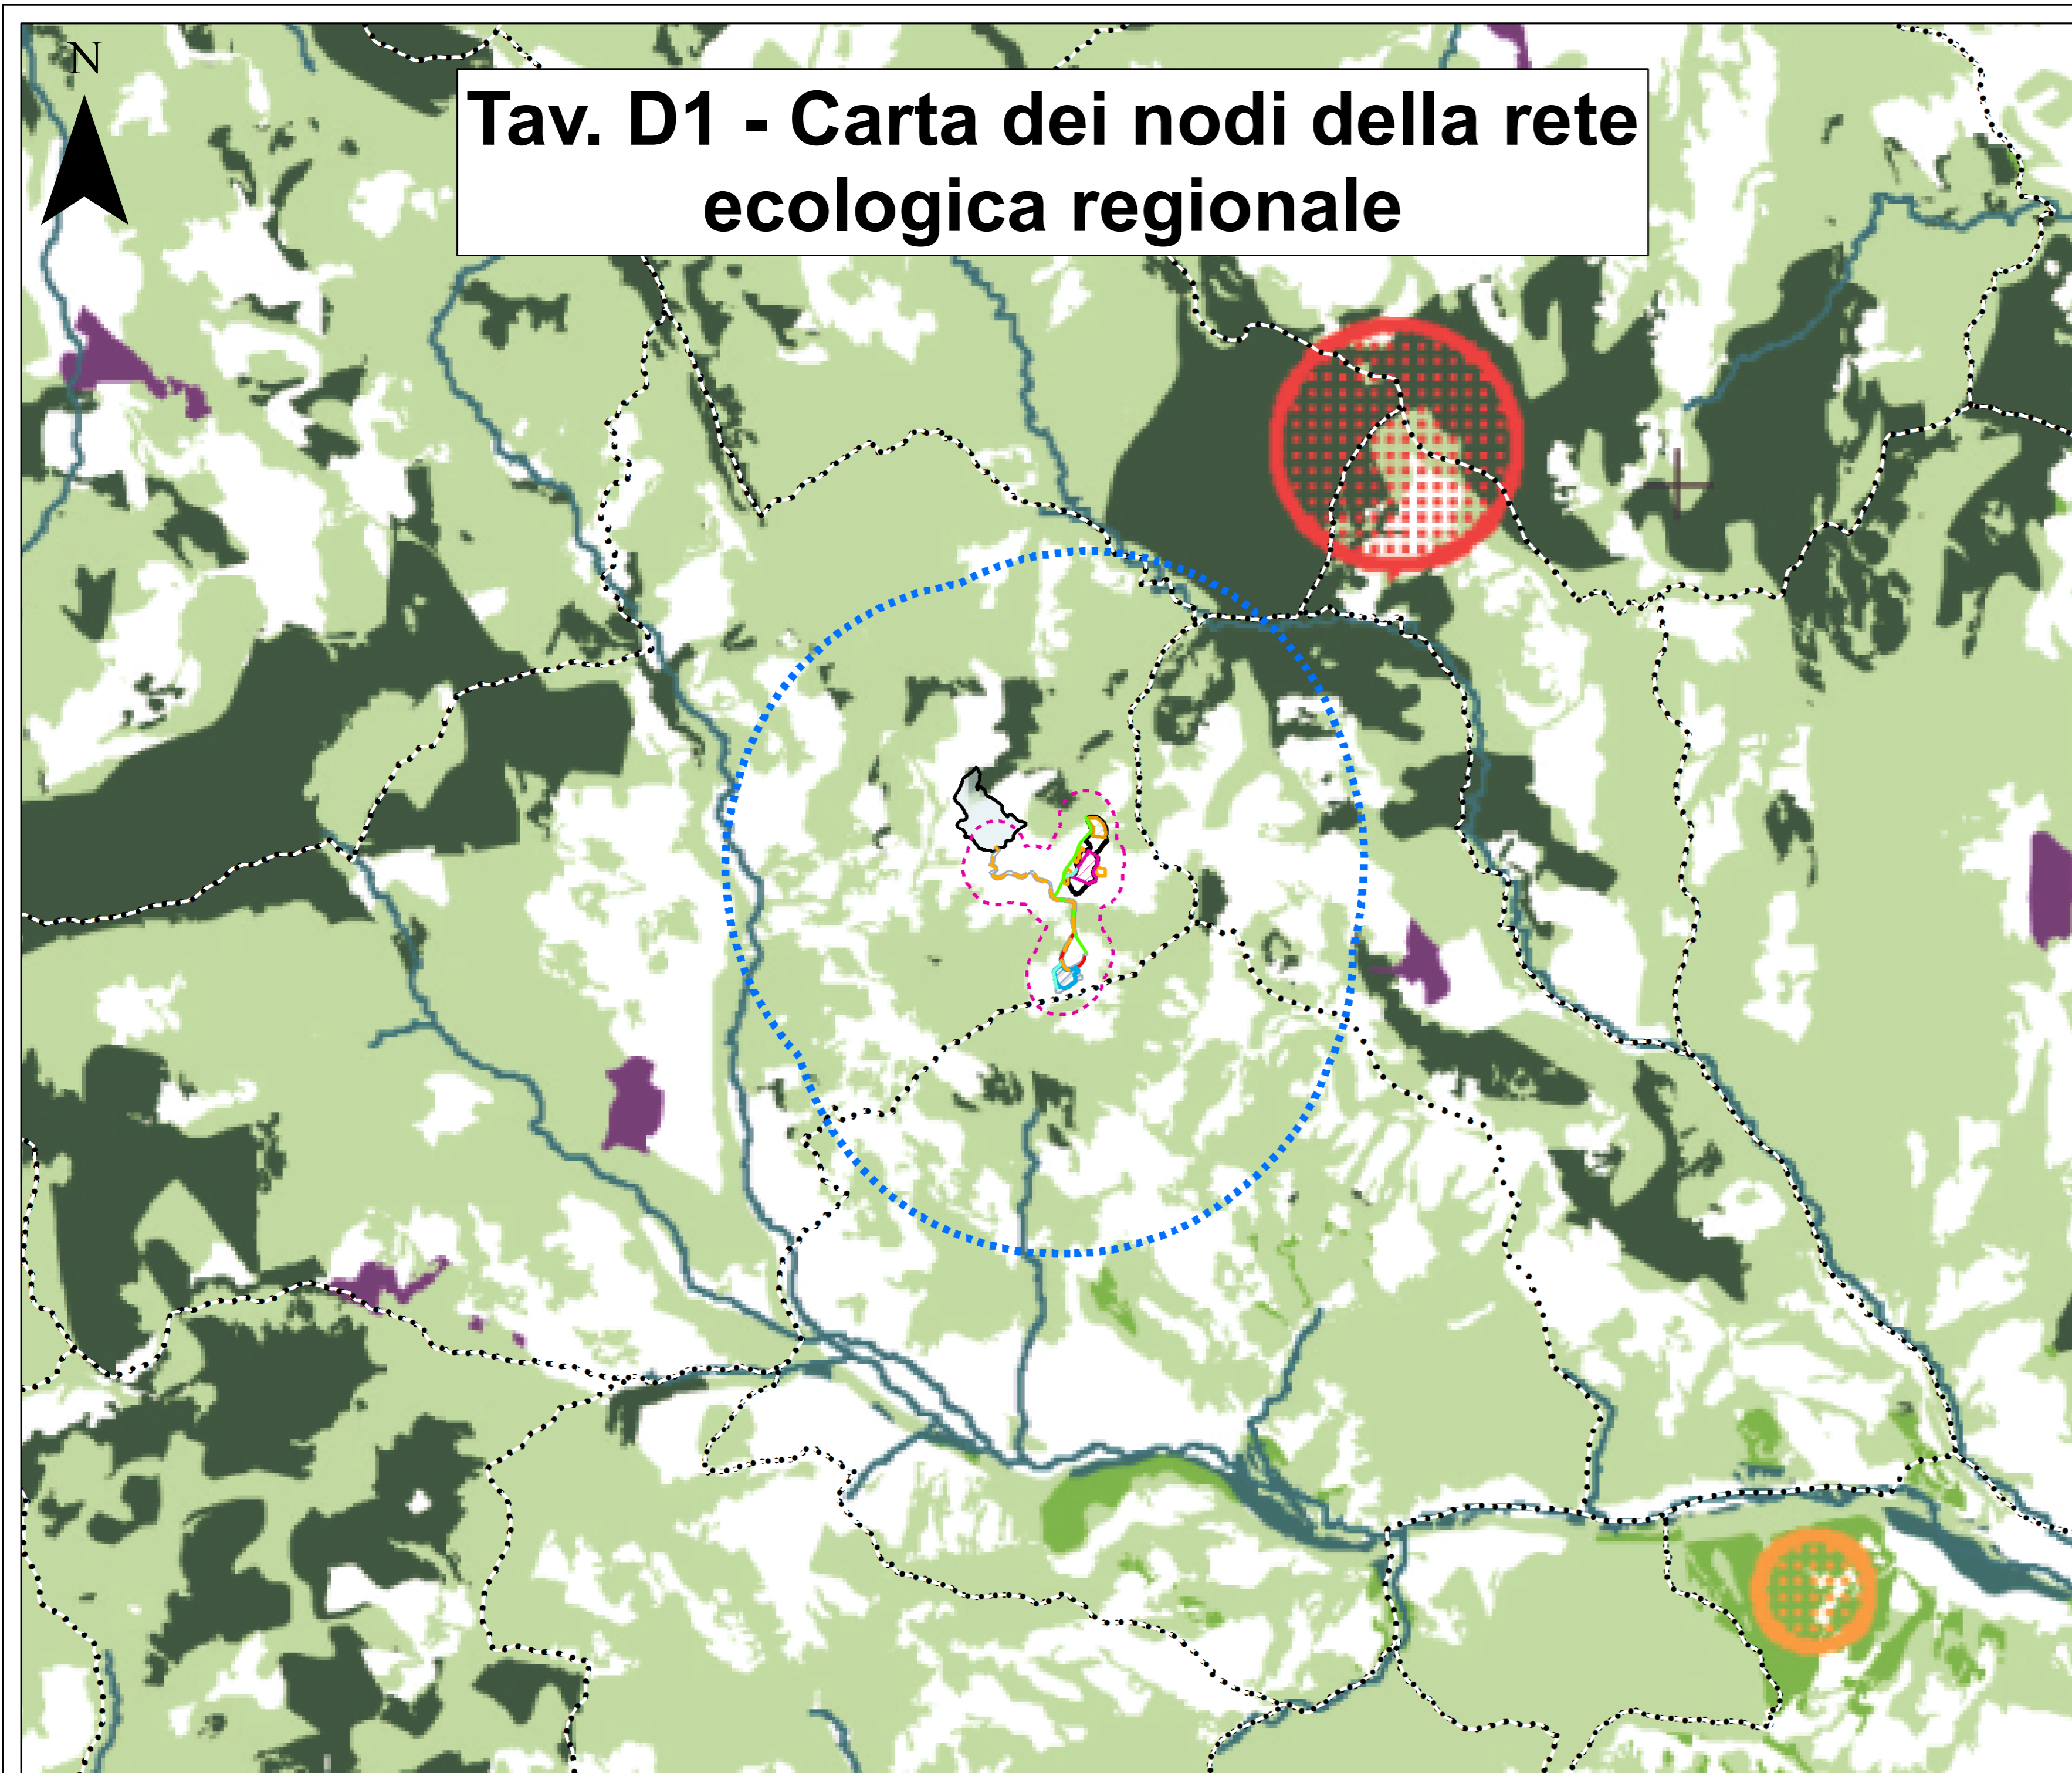 N
Tav. D1 - Carta dei nodi della rete
ecologica regionale